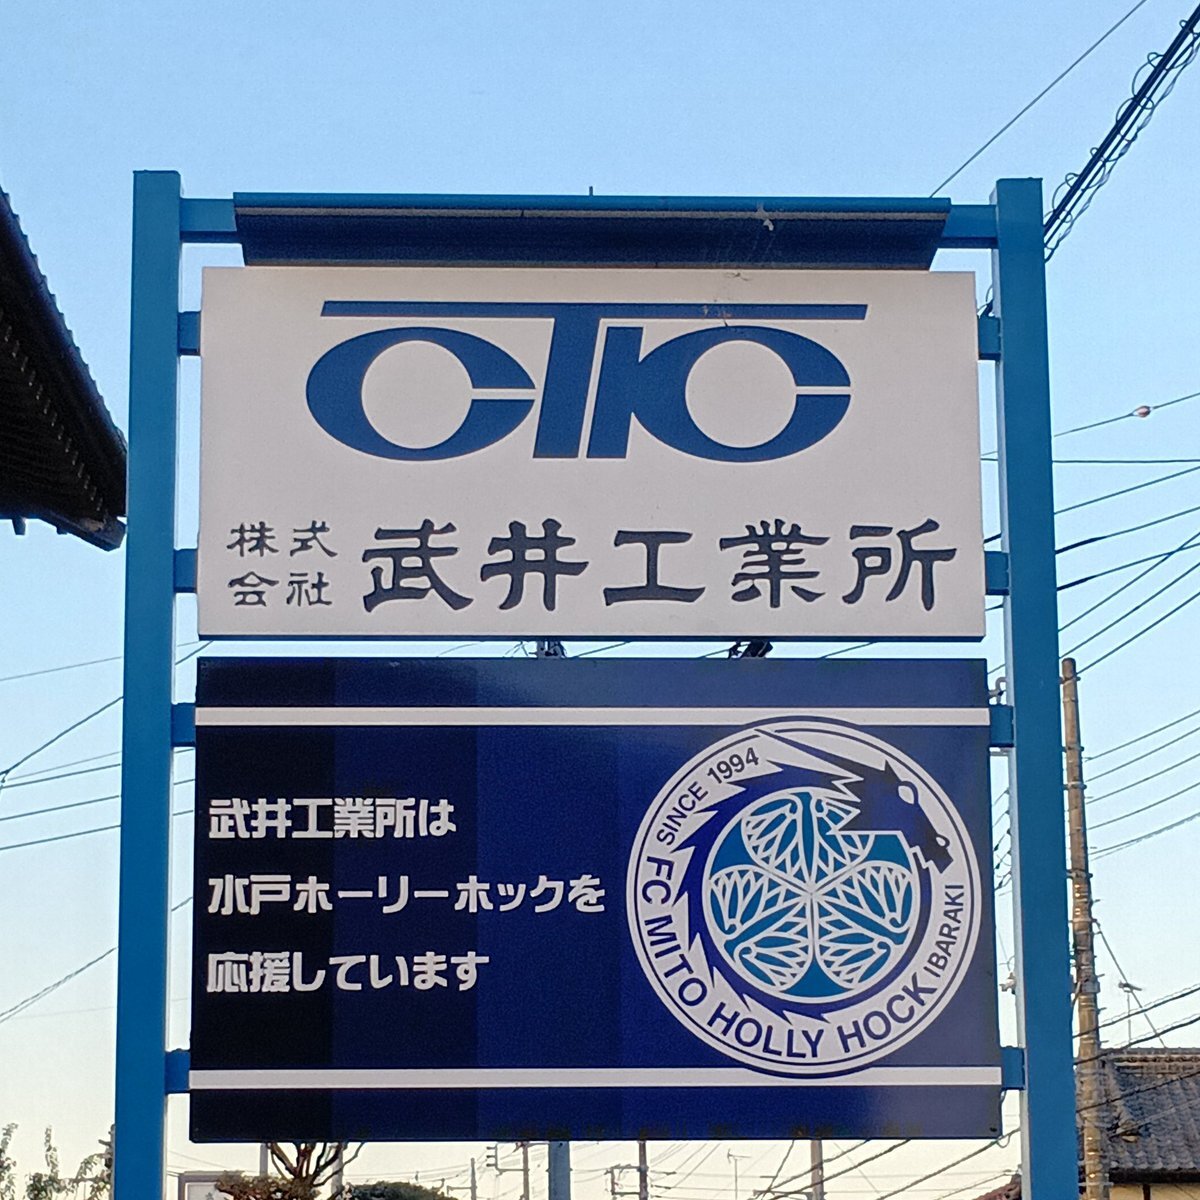 株式
会社
武井工業所
武井工業所は
水戸ホーリーホックを
応援しています
SINCE 1994
FC MITO HOLLY HOCK IBARAKI